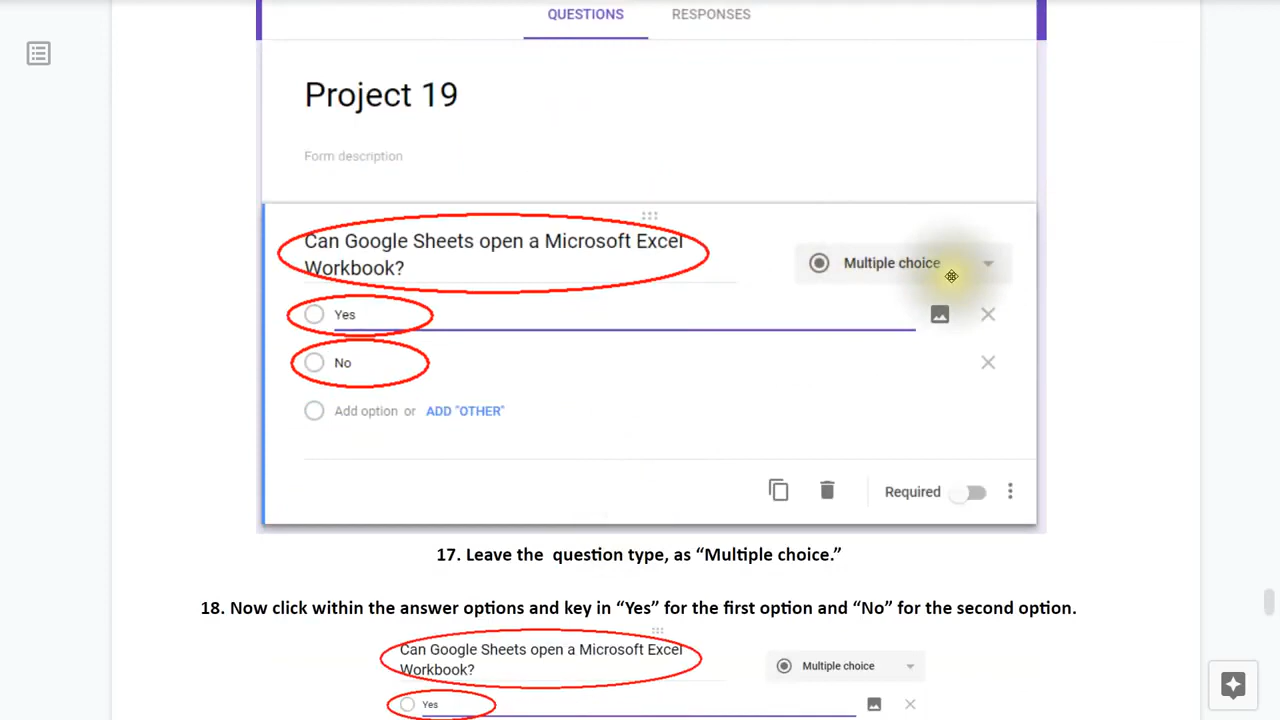 QUESTIONS RESPONSES
Project 19
Form description
Can Google Sheets open a Microsoft Excel
Workbook?
Multiple choice
Yes
No
Add option or ADD "OTHER"
Required
17. Leave the question type, as “Multiple choice.”
18. Now click within the answer options and key in “Yes” for the first option and “No” for the second option.
Can Google Sheets open a Microsoft Excel
Workbook?
Multiple choice
Yes